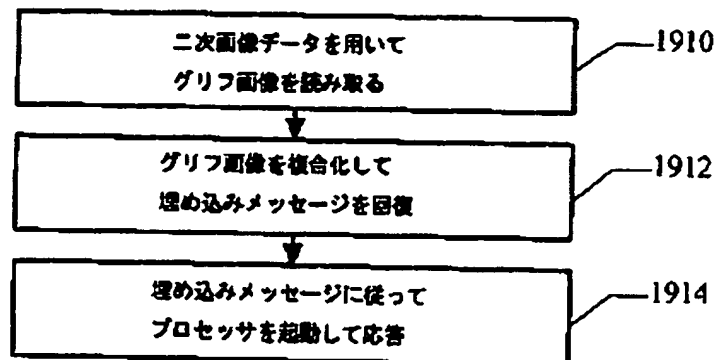 二次画像データを用いて
グリフ画像を読み取る
1910
グリフ画像を複合化して
埋め込みメッセージを回復
1912
埋め込みメッセージに従って
プロセッサを起動して応答
1914